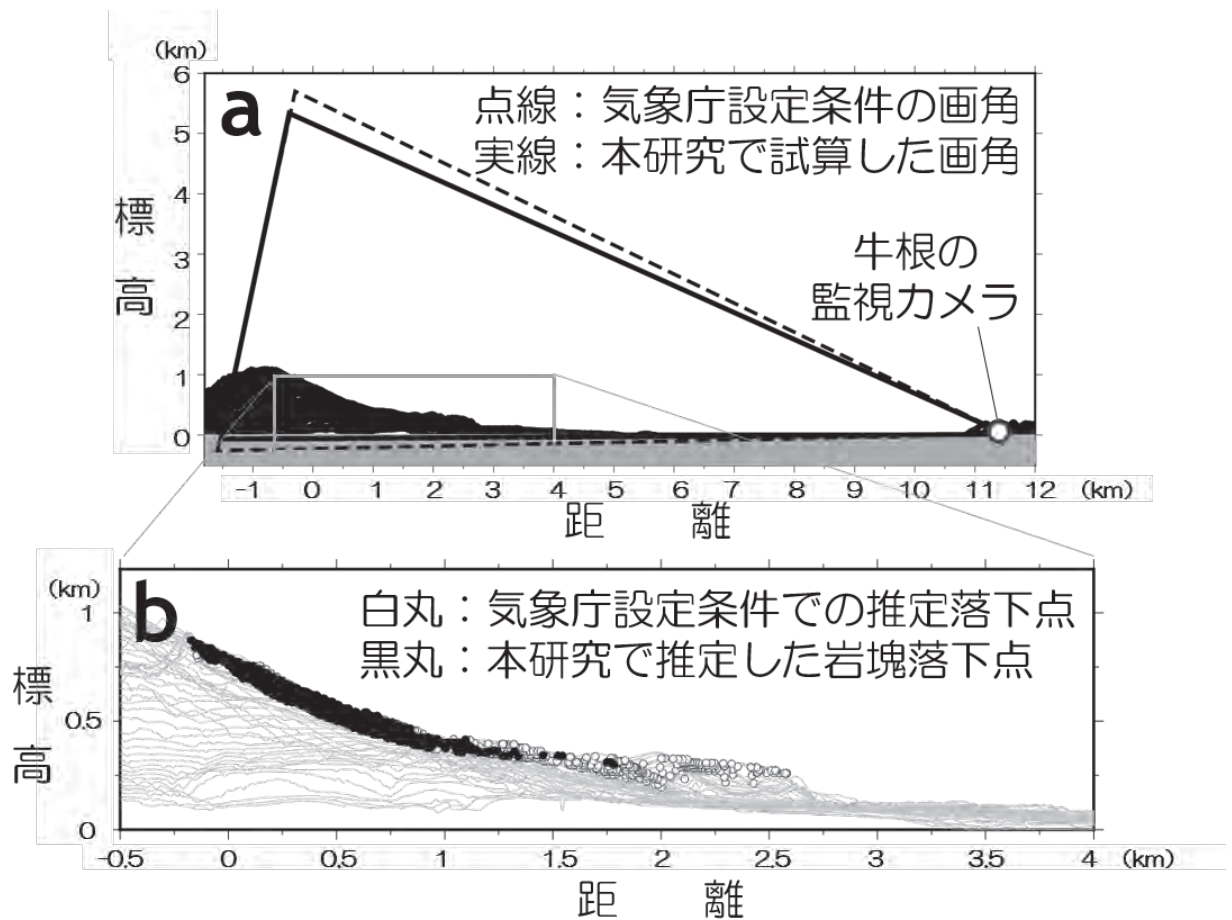 (km)
6
5
4
3
2
1
0
標高
a
点線：気象庁設定条件の画角
実線：本研究で試算した画角
牛根の
監視カメラ
-1 0 1 2 3 4 5 6 7 8 9 10 11 12 (km)
距離
(km)
1
0.5
0
標高
b
白丸：気象庁設定条件での推定落下点
黒丸：本研究で推定した岩塊落下点
-0.5 0 0.5 1 1.5 2 2.5 3 3.5 4 (km)
距離